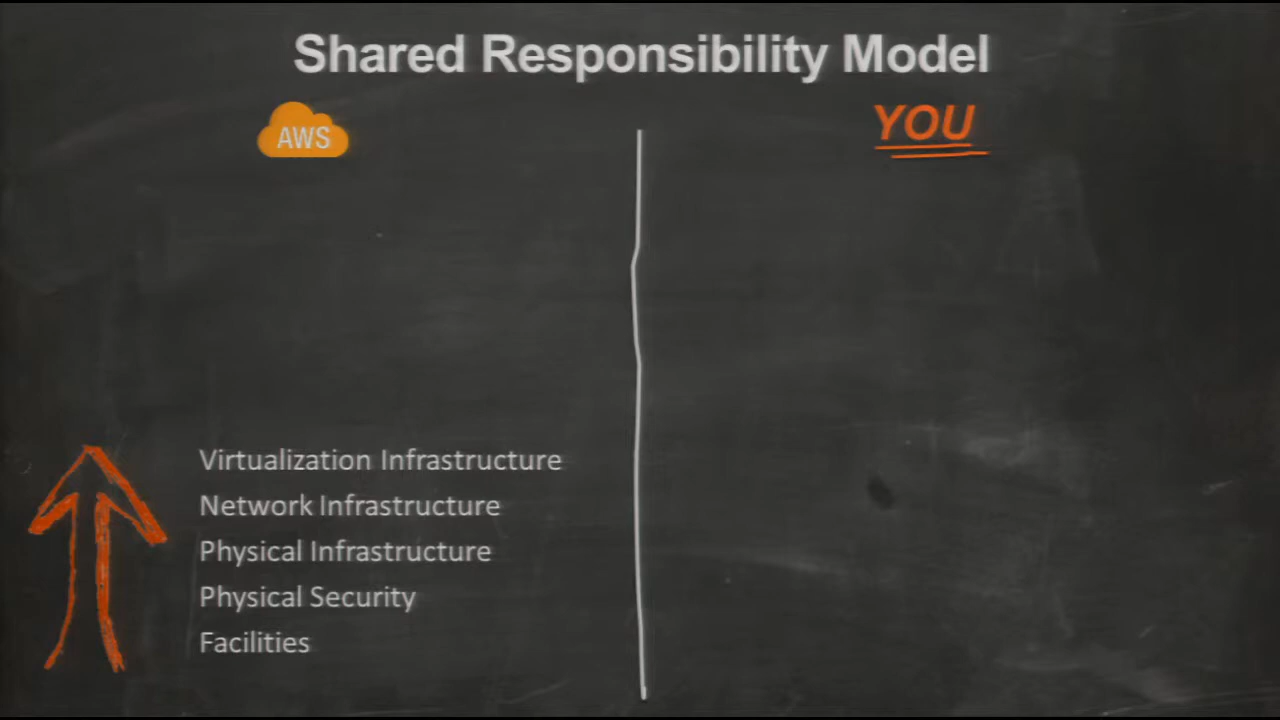 Shared Responsibility Model
AWS
YOU
Virtualization Infrastructure
Network Infrastructure
Physical Infrastructure
Physical Security
Facilities